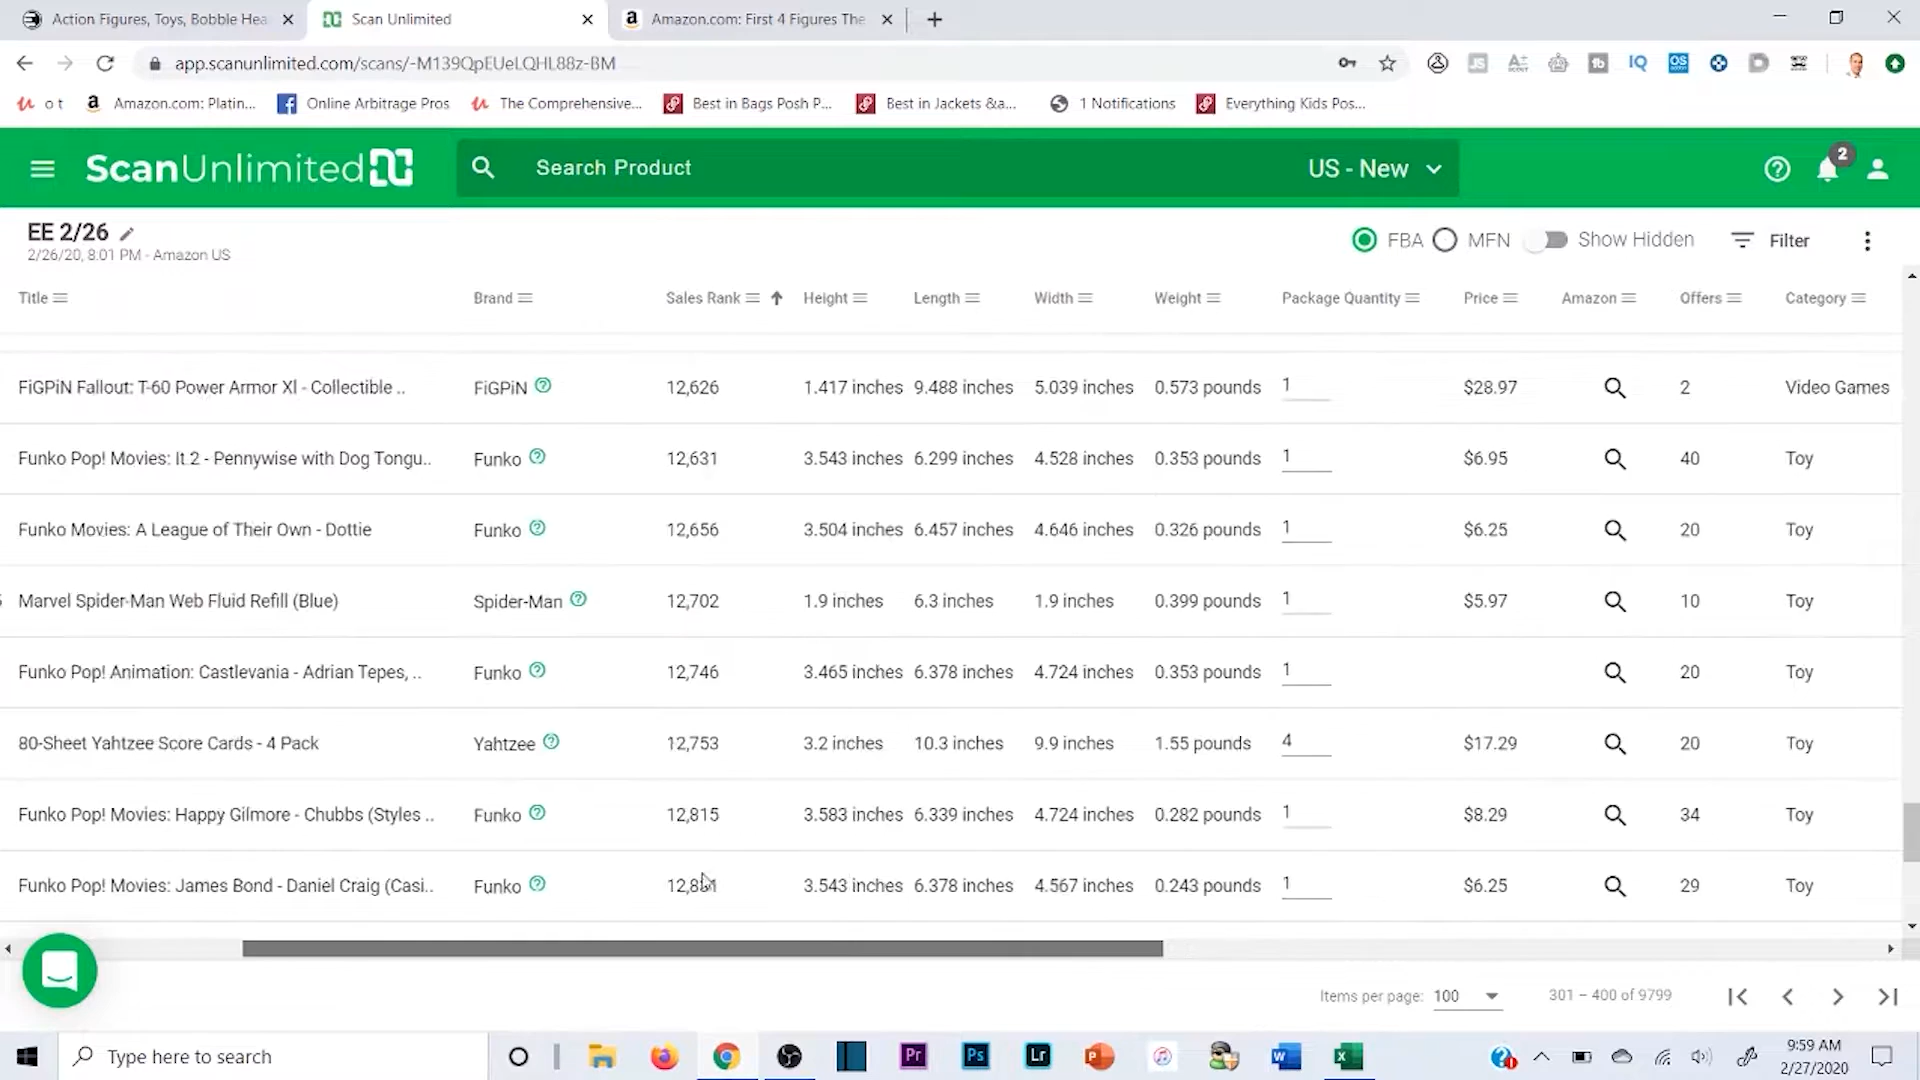 Action Figures, Toys, Bobble Hea
Scan Unlimited
Amazon.com: First 4 Figures The
app.scanunlimited.com/scans/-M139QpEUeLQHL88z-BM
o t
Amazon.com: Platin...
Online Arbitrage Pros
The Comprehensive...
Best in Bags Posh P...
Best in Jackets &a...
1 Notifications
Everything Kids Pos...
ScanUnlimited
Search Product
US - New
2
EE 2/26
2/26/20, 8.01 PM - Amazon US
FBA MFN Show Hidden Filter
Title Brand Sales Rank Height Length Width Weight Package Quantity Price Amazon Offers Category
FiGPiN Fallout: T-60 Power Armor Xl - Collectible .. FiGPiN 12,626 1.417 inches 9.488 inches 5.039 inches 0.573 pounds 1 $28.97 2 Video Games
Funko Pop! Movies: It 2 - Pennywise with Dog Tongu.. Funko 12,631 3.543 inches 6.299 inches 4.528 inches 0.353 pounds 1 $6.95 40 Toy
Funko Movies: A League of Their Own - Dottie Funko 12,656 3.504 inches 6.457 inches 4.646 inches 0.326 pounds 1 $6.25 20 Toy
Marvel Spider-Man Web Fluid Refill (Blue) Spider-Man 12,702 1.9 inches 6.3 inches 1.9 inches 0.399 pounds 1 $5.97 10 Toy
Funko Pop! Animation: Castlevania - Adrian Tepes, .. Funko 12,746 3.465 inches 6.378 inches 4.724 inches 0.353 pounds 1 20 Toy
80-Sheet Yahtzee Score Cards - 4 Pack Yahtzee 12,753 3.2 inches 10.3 inches 9.9 inches 1.55 pounds 4 $17.29 20 Toy
Funko Pop! Movies: Happy Gilmore - Chubbs (Styles .. Funko 12,815 3.583 inches 6.339 inches 4.724 inches 0.282 pounds 1 $8.29 34 Toy
Funko Pop! Movies: James Bond - Daniel Craig (Casi.. Funko 3.543 inches 6.378 inches 4.567 inches 0.243 pounds 1 $6.25 29 Toy
Items per page: 100 301 – 400 of 9799
Type here to search
9:59 AM
2/27/2020